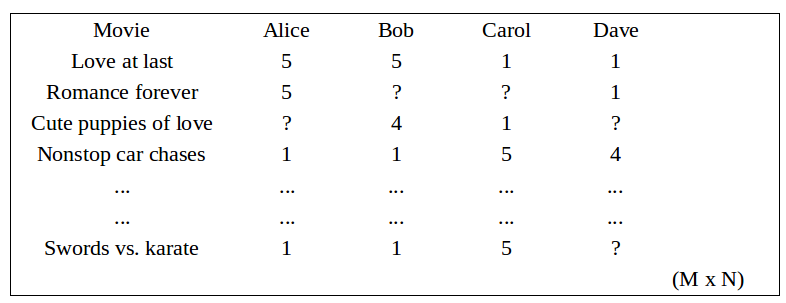 Movie Alice Bob Carol Dave
Love at last 5 5 1 1
Romance forever 5 ? ? 1
Cute puppies of love ? 4 1 ?
Nonstop car chases 1 1 5 4
... ... ... ... ...
... ... ... ... ...
Swords vs. karate 1 1 5 ?
(M x N)